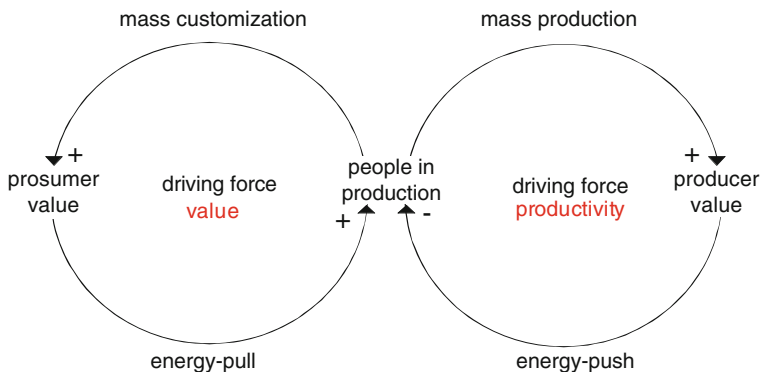 mass customization
mass production
+
+
prosumer
value
driving force
value
people in
production
driving force
productivity
producer
value
+
-
energy-pull
energy-push